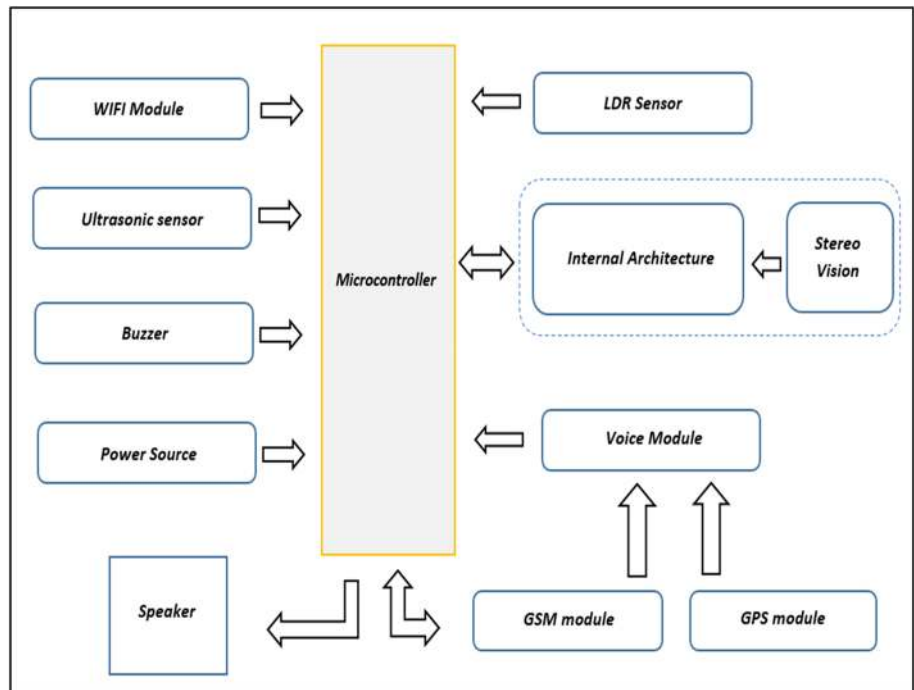 WIFI Module
LDR Sensor
Ultrasonic sensor
Microcontroller
Internal Architecture
Stereo
Vision
Buzzer
Power Source
Voice Module
Speaker
GSM module
GPS module